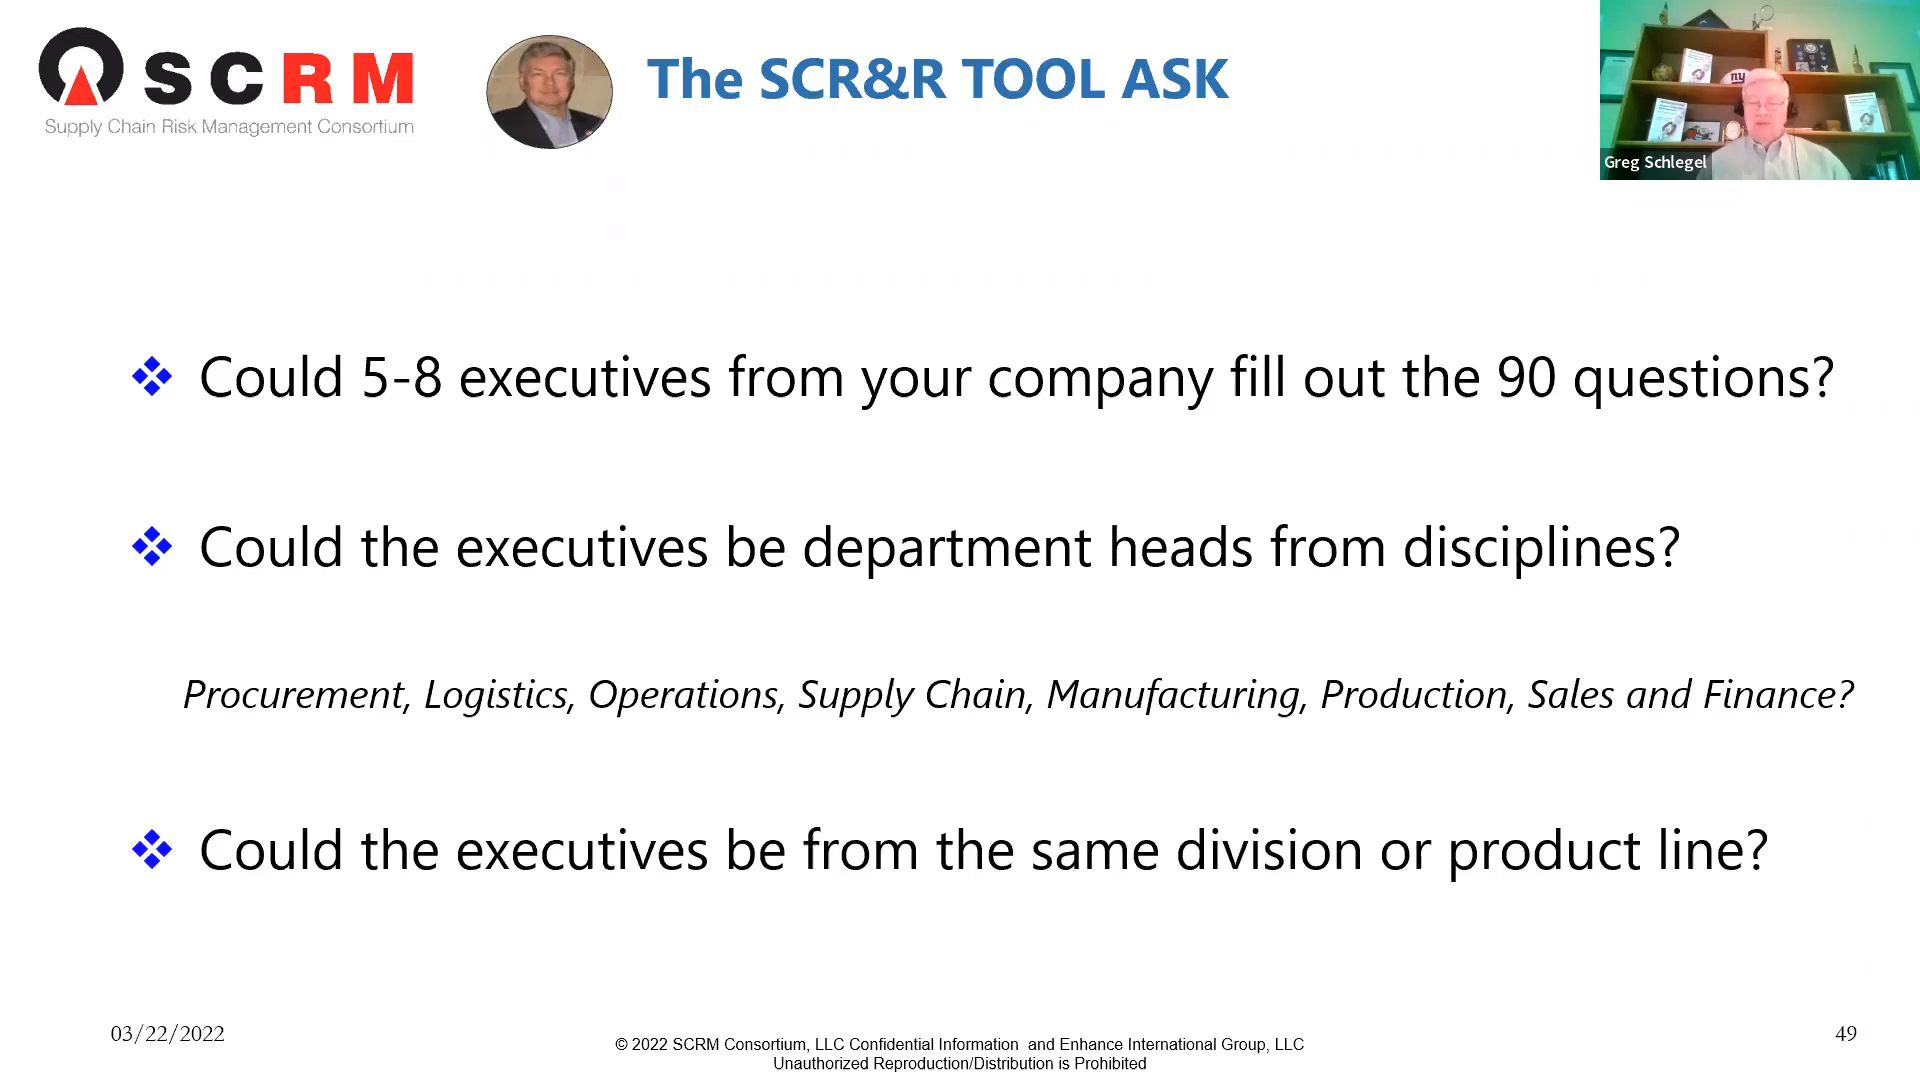 SCRM
Supply Chain Risk Management Consortium
The SCR&R TOOL ASK
NY
Greg Schlegel
Could 5-8 executives from your company fill out the 90 questions?
Could the executives be department heads from disciplines?
Procurement, Logistics, Operations, Supply Chain, Manufacturing, Production, Sales and Finance?
Could the executives be from the same division or product line?
03/22/2022
© 2022 SCRM Consortium, LLC Confidential Information and Enhance International Group, LLC
Unauthorized Reproduction/Distribution is Prohibited
49